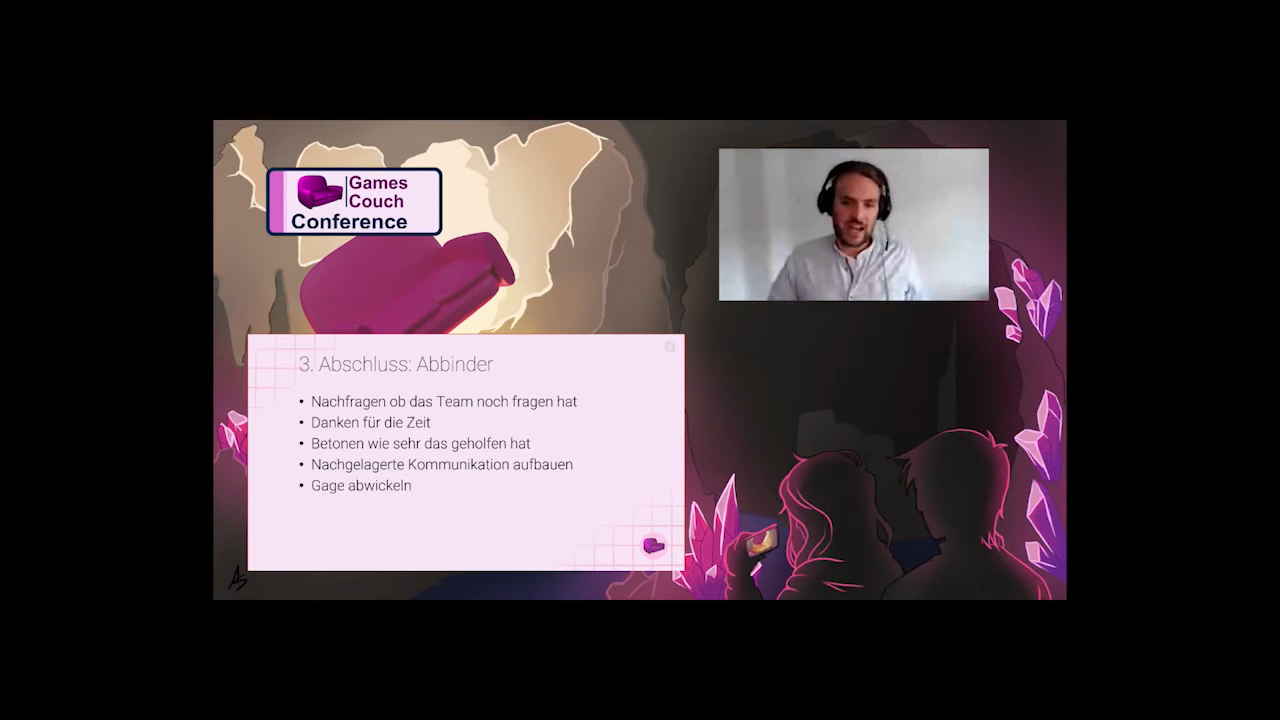 Games
Couch
Conference
3. Abschluss: Abbinder
• Nachfragen ob das Team noch fragen hat
• Danken für die Zeit
• Betonen wie sehr das geholfen hat
• Nachgelagerte Kommunikation aufbauen
• Gage abwickeln